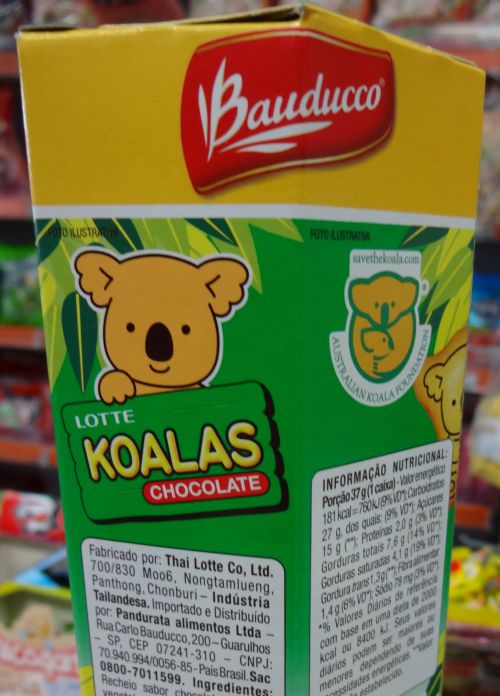 Bauducco
FOTO ILUSTRATIVA
LOTTE
KOALAS
CHOCOLATE
Fabricado por: Thai Lotte Co, Ltd.
700/830 Moo6, Nongtamlueng,
Panthong, Chonburi – Indústria
Tailandesa. Importado e Distribuído
por: Pandurata alimentos Ltda –
Rua Carlo Bauducco, 200 – Guarulhos
- SP, CEP 07241-310 – CNPJ:
70.940.994/0056-85 - País Brasil. Sac
0800-7011599. Ingredientes:
Recheio sabor
FOTO ILUSTRATIVA
savethekoala.com
AUSTRALIAN KOALA FOUNDATION
INFORMAÇÃO NUTRICIONAL:
Porção 37 g (1 caixa) - Valor energético
181 kcal = 760 kJ (9% VD*); Carboidratos
27 g, dos quais: (9% VD*); Açúcares
15 g (**); Proteínas 2,0 g (3% VD*);
Gorduras totais 7,6 g (14% VD*);
Gorduras saturadas 4,1 g (19% VD*);
Gordura trans 1,3g (**); Fibra alimentar
1,4 g (6% VD*); Sódio 78 mg (3% VD*).
*% Valores Diários de referência
com base em uma dieta de 2000
kcal ou 8400 kJ. Seus valores
diários podem ser maiores ou
menores dependendo de suas
necessidades energéticas. **Valor